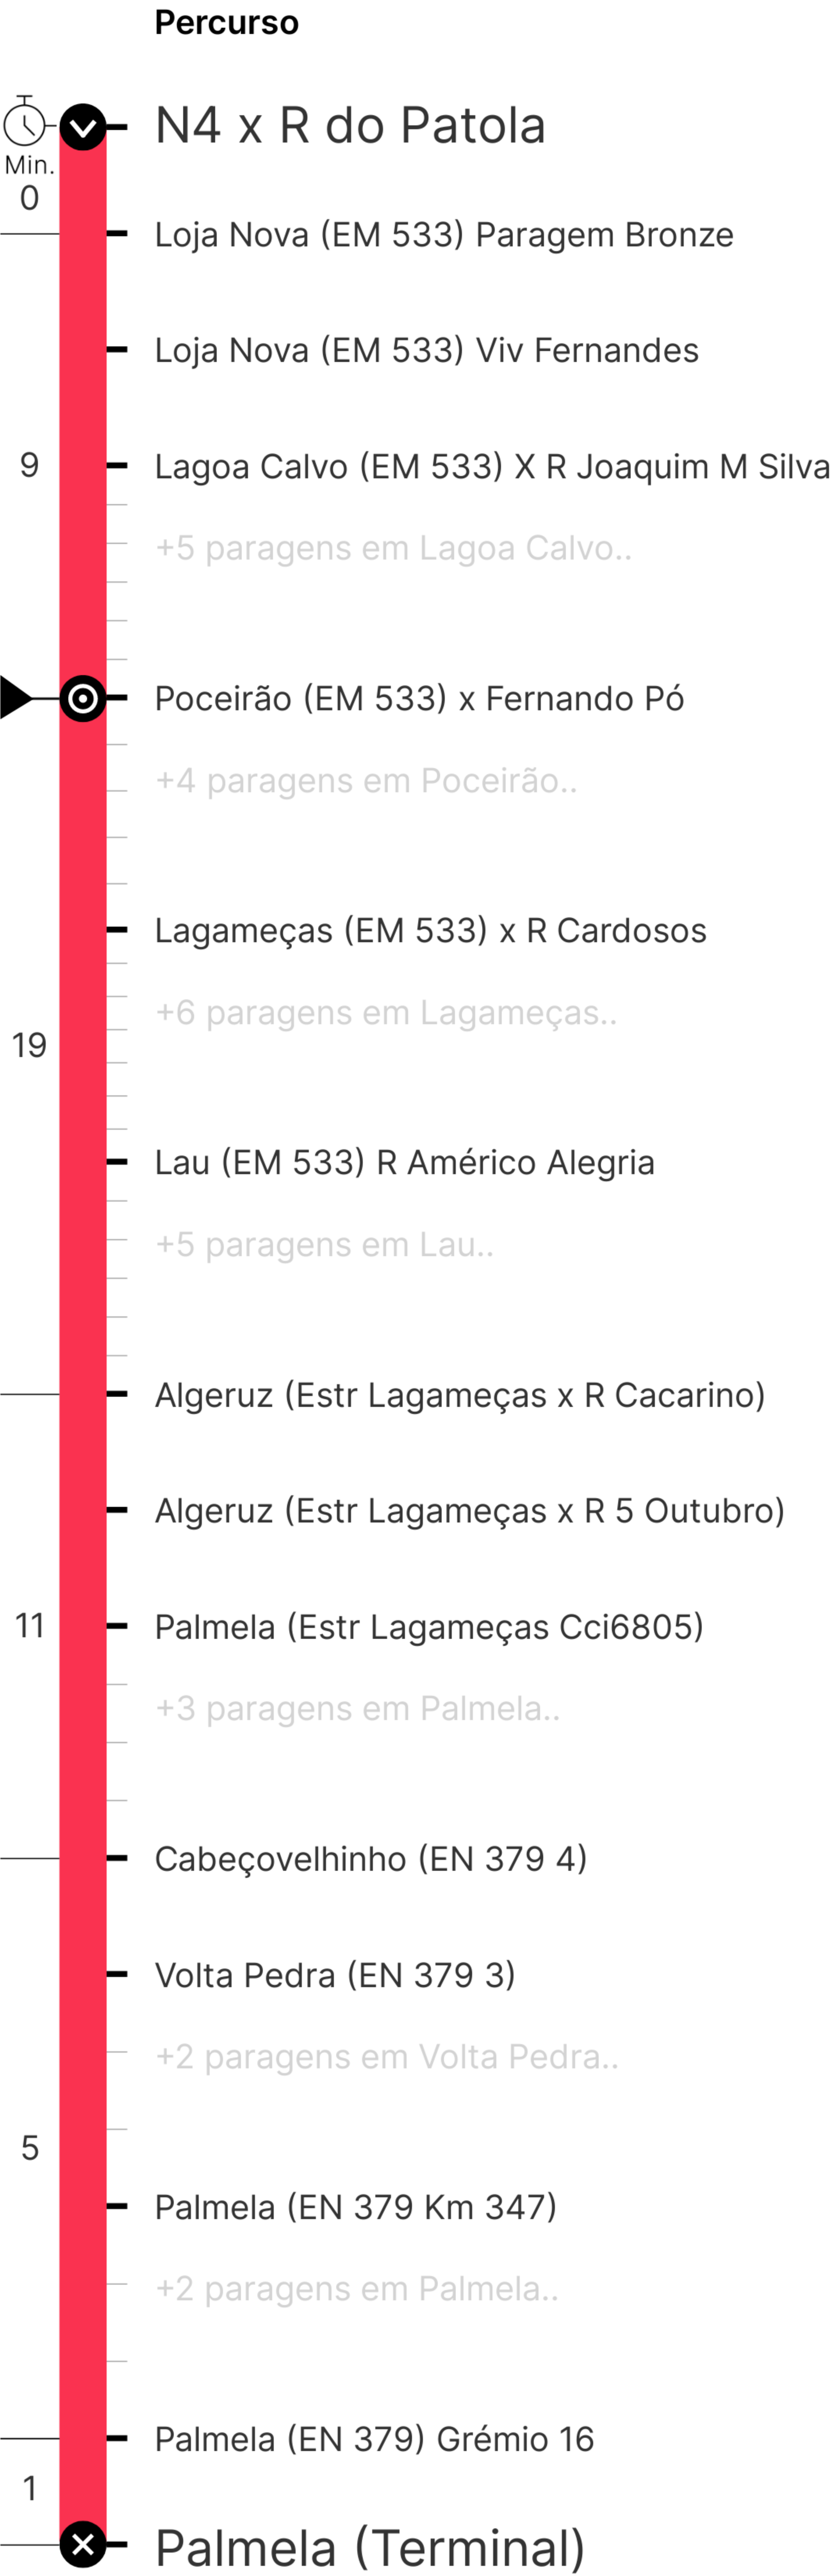 Percurso
N4 x R do Patola
Min.
0
Loja Nova (EM 533) Paragem Bronze
Loja Nova (EM 533) Viv Fernandes
9
Lagoa Calvo (EM 533) X R Joaquim M Silva
+5 paragens em Lagoa Calvo..
Poceirão (EM 533) x Fernando Pó
+4 paragens em Poceirão..
Lagameças (EM 533) x R Cardosos
+6 paragens em Lagameças..
19
Lau (EM 533) R Américo Alegria
+5 paragens em Lau..
Algeruz (Estr Lagameças x R Cacarino)
Algeruz (Estr Lagameças x R 5 Outubro)
11
Palmela (Estr Lagameças Cci6805)
+3 paragens em Palmela..
Cabeçovelhinho (EN 379 4)
Volta Pedra (EN 379 3)
+2 paragens em Volta Pedra..
5
Palmela (EN 379 Km 347)
+2 paragens em Palmela..
Palmela (EN 379) Grémio 16
1
Palmela (Terminal)